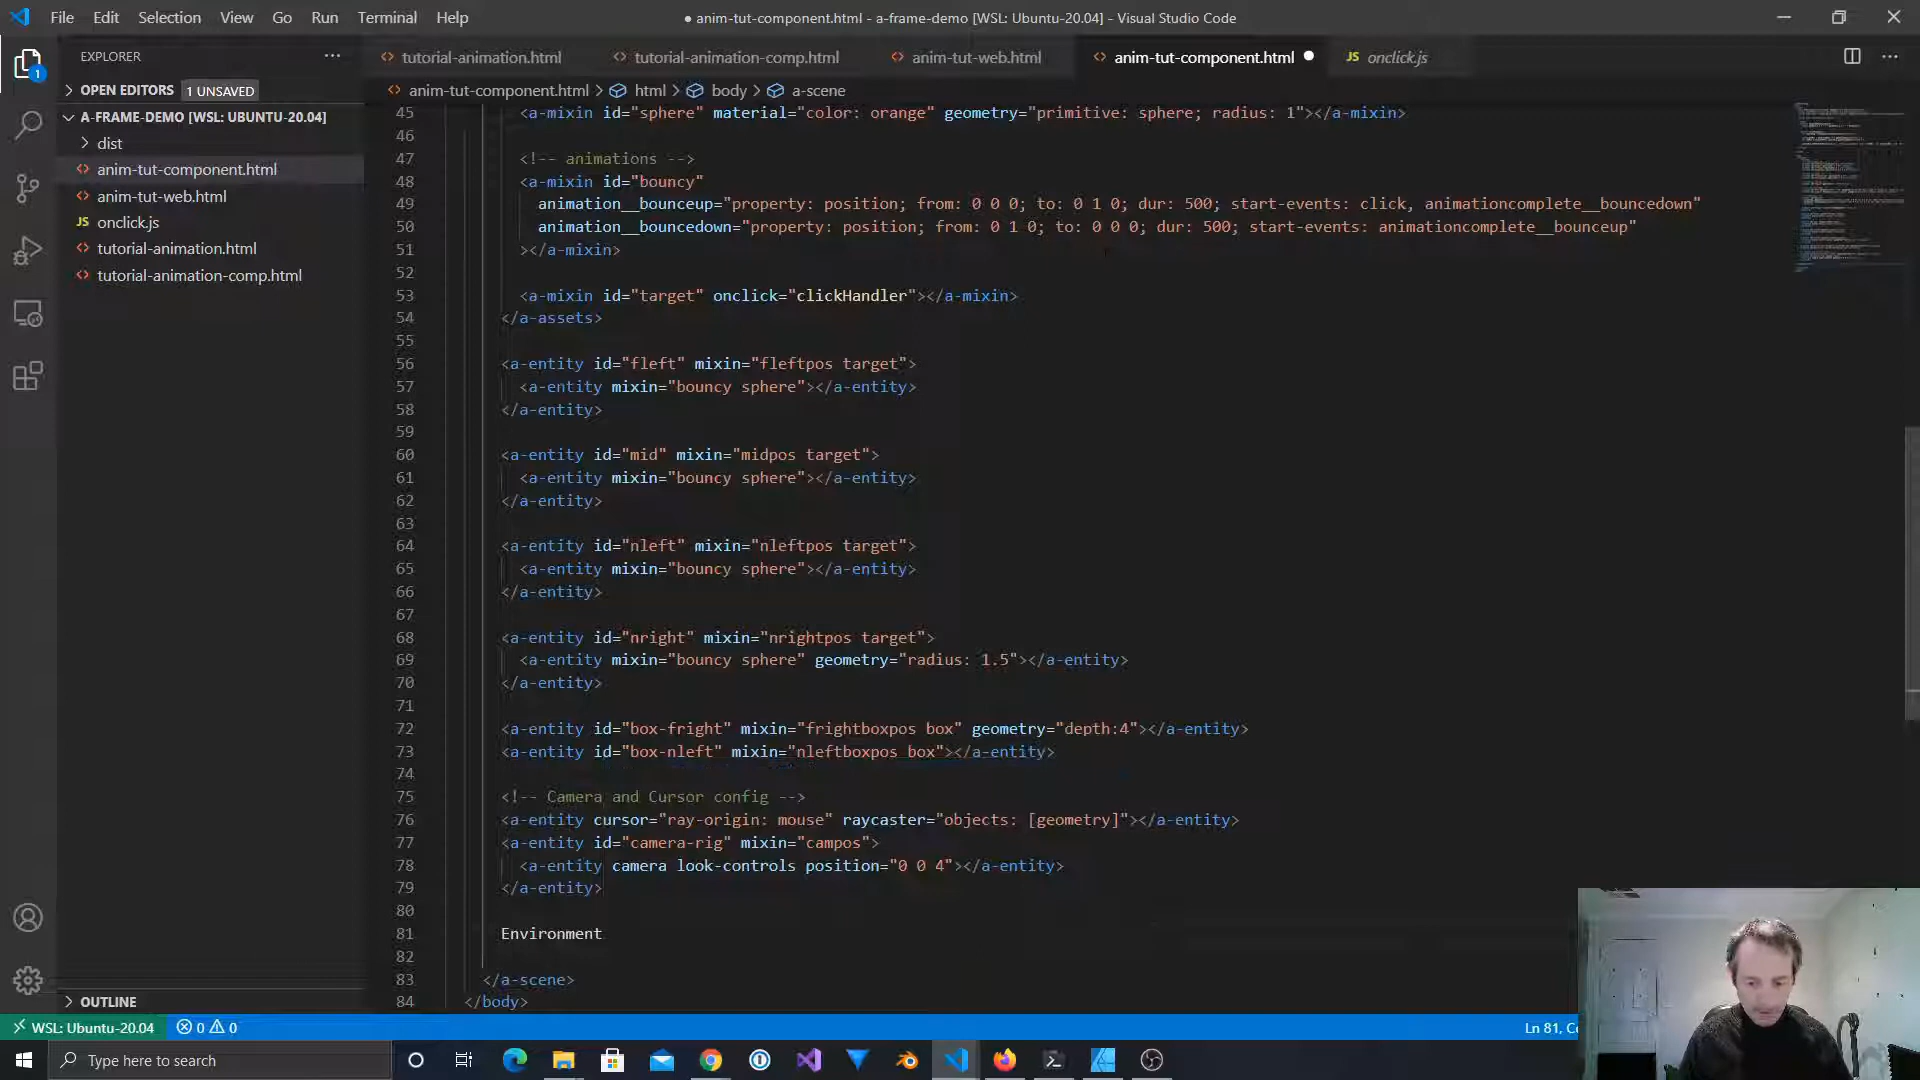 File Edit Selection View Go Run Terminal Help
● anim-tut-component.html - a-frame-demo [WSL: Ubuntu-20.04] - Visual Studio Code
EXPLORER
tutorial-animation.html
tutorial-animation-comp.html
anim-tut-web.html
anim-tut-component.html
JS onclick.js
1
OPEN EDITORS 1 UNSAVED
anim-tut-component.html > html > body > a-scene
A-FRAME-DEMO [WSL: UBUNTU-20.04]
dist
anim-tut-component.html
anim-tut-web.html
JS onclick.js
tutorial-animation.html
tutorial-animation-comp.html
45 <a-mixin id="sphere" material="color: orange" geometry="primitive: sphere; radius: 1"></a-mixin>
46
47 <!-- animations -->
48 <a-mixin id="bouncy"
49 animation__bounceup="property: position; from: 0 0 0; to: 0 1 0; dur: 500; start-events: click, animationcomplete__bouncedown"
50 animation__bouncedown="property: position; from: 0 1 0; to: 0 0 0; dur: 500; start-events: animationcomplete__bounceup"
51 ></a-mixin>
52
53 <a-mixin id="target" onclick="clickHandler"></a-mixin>
54 </a-assets>
55
56 <a-entity id="fleft" mixin="fleftpos target">
57 <a-entity mixin="bouncy sphere"></a-entity>
58 </a-entity>
59
60 <a-entity id="mid" mixin="midpos target">
61 <a-entity mixin="bouncy sphere"></a-entity>
62 </a-entity>
63
64 <a-entity id="nleft" mixin="nleftpos target">
65 <a-entity mixin="bouncy sphere"></a-entity>
66 </a-entity>
67
68 <a-entity id="nright" mixin="nrightpos target">
69 <a-entity mixin="bouncy sphere" geometry="radius: 1.5"></a-entity>
70 </a-entity>
71
72 <a-entity id="box-fright" mixin="frightboxpos box" geometry="depth:4"></a-entity>
73 <a-entity id="box-nleft" mixin="nleftboxpos box"></a-entity>
74
75 <!-- Camera and Cursor config -->
76 <a-entity cursor="ray-origin: mouse" raycaster="objects: [geometry]"></a-entity>
77 <a-entity id="camera-rig" mixin="campos">
78 <a-entity camera look-controls position="0 0 4"></a-entity>
79 </a-entity>
80
81 Environment
82
83 </a-scene>
84 </body>
OUTLINE
WSL: Ubuntu-20.04 0 0 Ln 81,
Type here to search